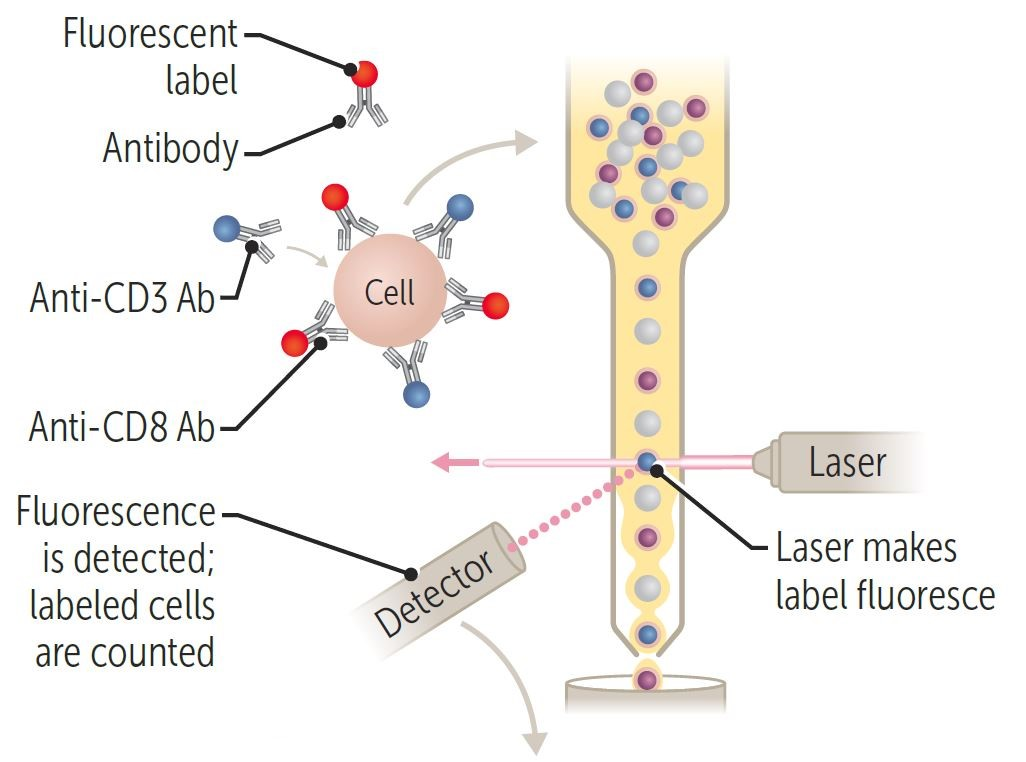 Fluorescent
label
Antibody
Anti-CD3 Ab
Cell
Anti-CD8 Ab
Laser
Fluorescence
is detected;
labeled cells
are counted
Detector
Laser makes
label fluoresce